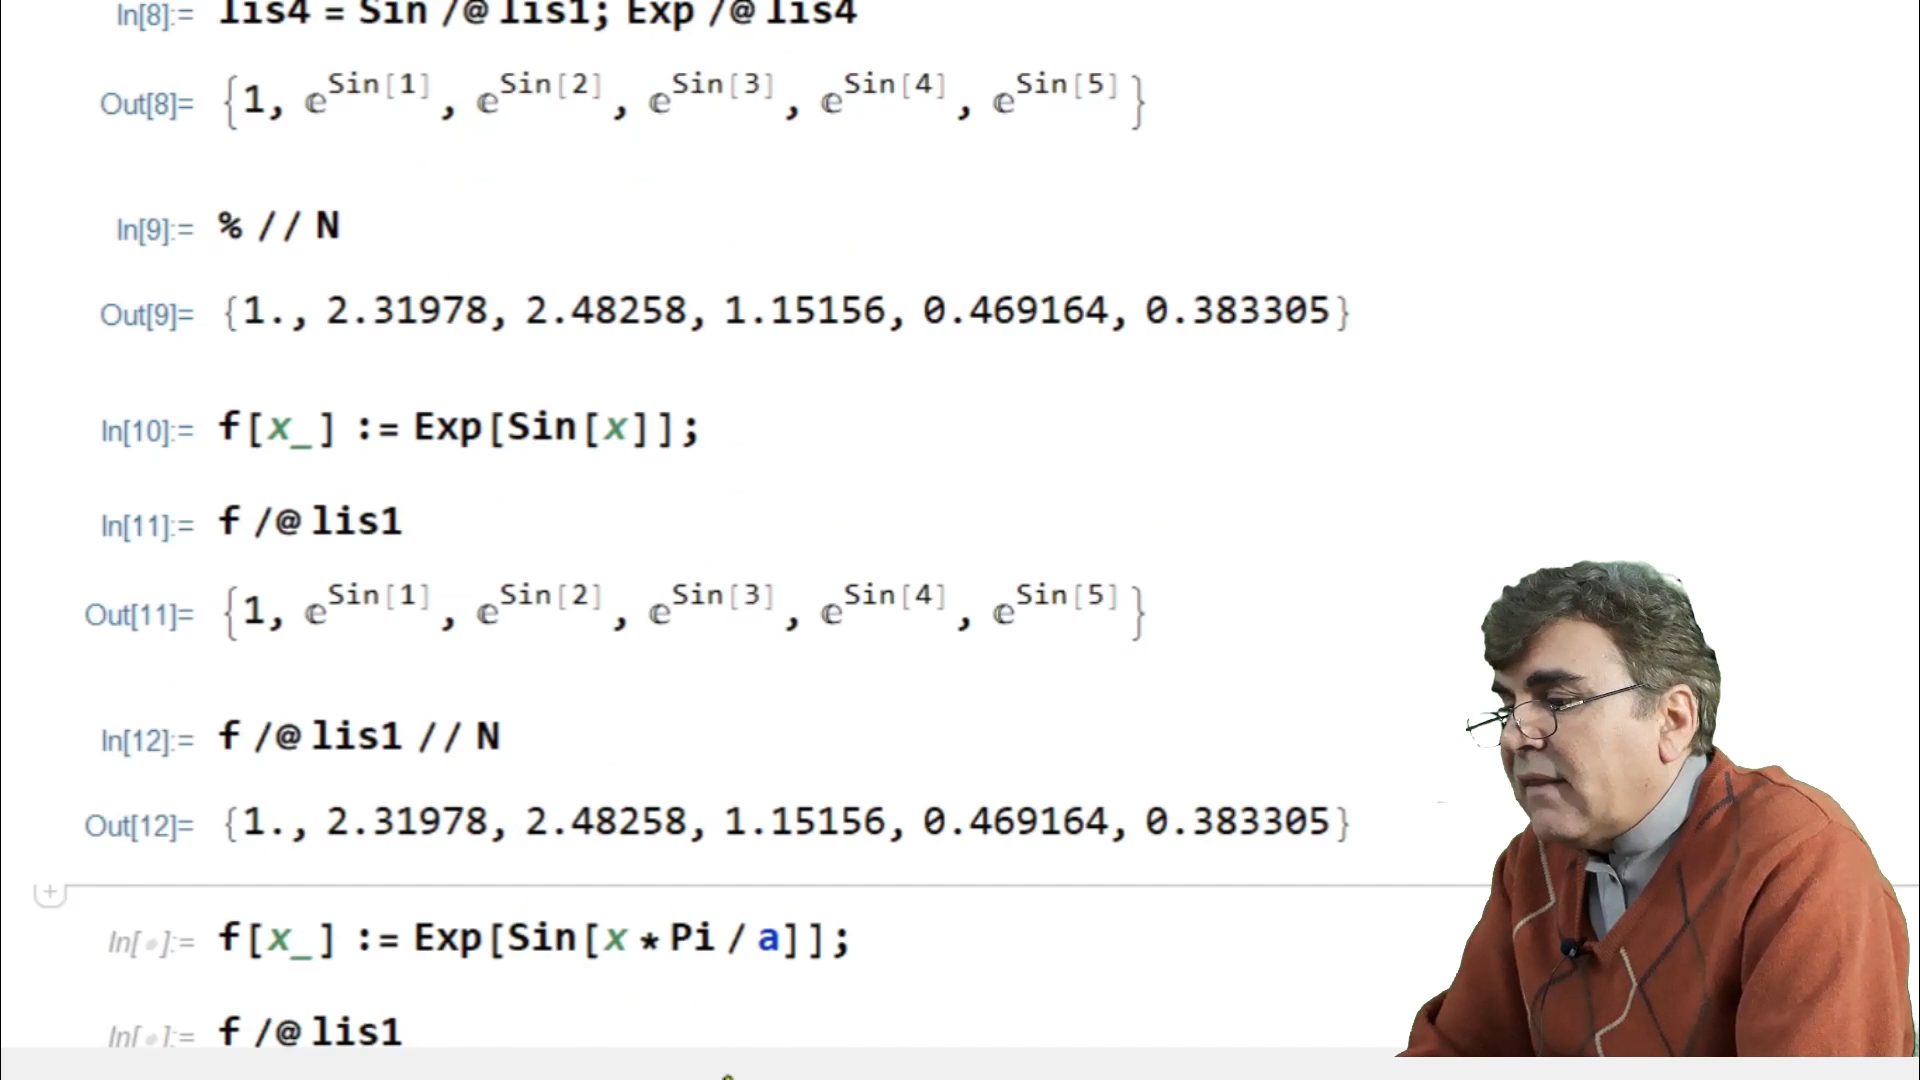 In[8]:= lis4 = Sin /@ lis1; Exp /@ lis4
Out[8]= {1, ⅇ^Sin[1], ⅇ^Sin[2], ⅇ^Sin[3], ⅇ^Sin[4], ⅇ^Sin[5]}
In[9]:= % // N
Out[9]= {1., 2.31978, 2.48258, 1.15156, 0.469164, 0.383305}
In[10]:= f[x_] := Exp[Sin[x]];
In[11]:= f /@ lis1
Out[11]= {1, ⅇ^Sin[1], ⅇ^Sin[2], ⅇ^Sin[3], ⅇ^Sin[4], ⅇ^Sin[5]}
In[12]:= f /@ lis1 // N
Out[12]= {1., 2.31978, 2.48258, 1.15156, 0.469164, 0.383305}
In[∘]:= f[x_] := Exp[Sin[x * Pi / a]];
In[∘]:= f /@ lis1